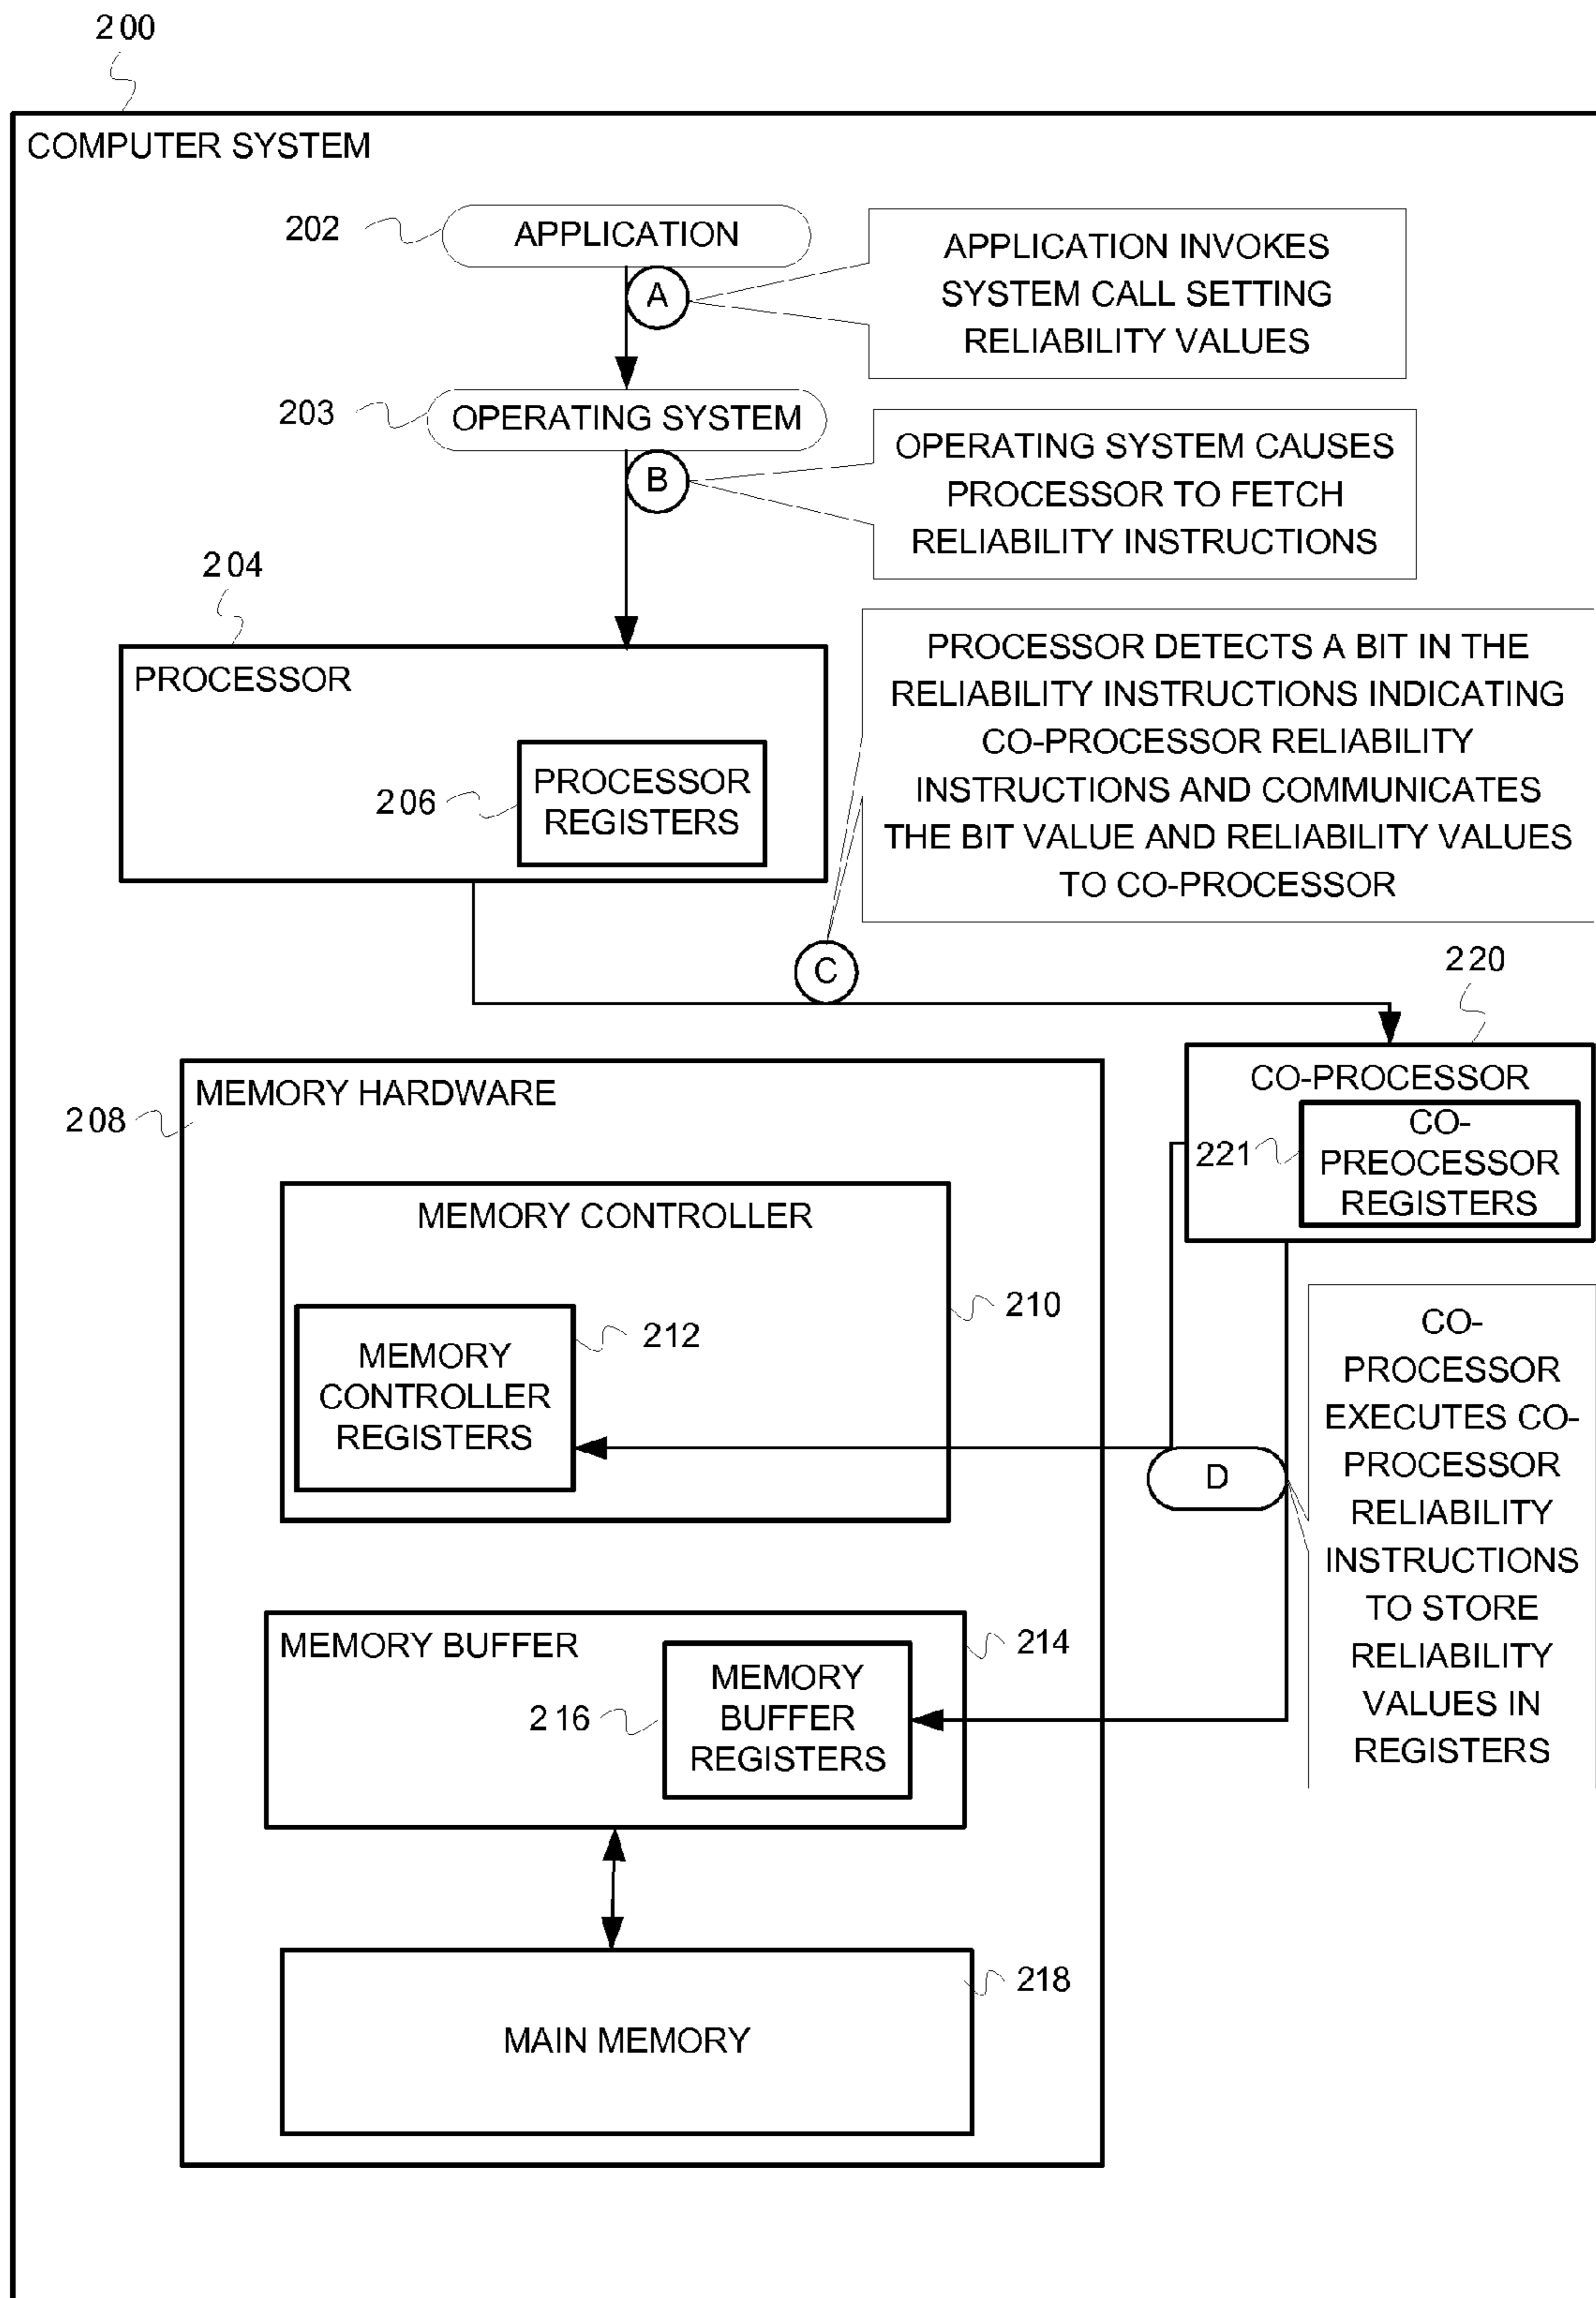 200
COMPUTER SYSTEM
202
APPLICATION
A
APPLICATION INVOKES
SYSTEM CALL SETTING
RELIABILITY VALUES
203
OPERATING SYSTEM
B
OPERATING SYSTEM CAUSES
PROCESSOR TO FETCH
RELIABILITY INSTRUCTIONS
204
PROCESSOR
206
PROCESSOR
REGISTERS
PROCESSOR DETECTS A BIT IN THE
RELIABILITY INSTRUCTIONS INDICATING
CO-PROCESSOR RELIABILITY
INSTRUCTIONS AND COMMUNICATES
THE BIT VALUE AND RELIABILITY VALUES
TO CO-PROCESSOR
C
220
CO-PROCESSOR
221
CO-
PREOCESSOR
REGISTERS
208
MEMORY HARDWARE
MEMORY CONTROLLER
210
212
MEMORY
CONTROLLER
REGISTERS
D
CO-
PROCESSOR
EXECUTES CO-
PROCESSOR
RELIABILITY
INSTRUCTIONS
TO STORE
RELIABILITY
VALUES IN
REGISTERS
MEMORY BUFFER
214
216
MEMORY
BUFFER
REGISTERS
218
MAIN MEMORY